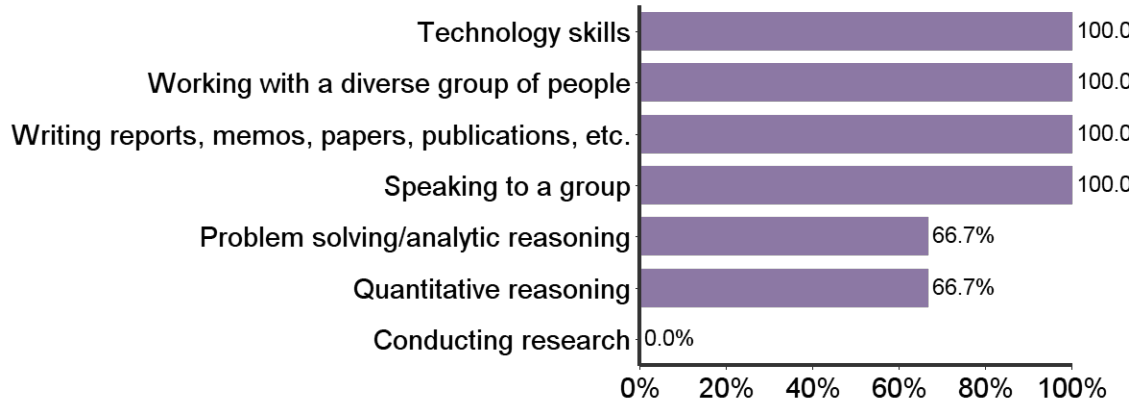 Technology skills 100.0
Working with a diverse group of people 100.0
Writing reports, memos, papers, publications, etc. 100.0
Speaking to a group 100.0
Problem solving/analytic reasoning 66.7%
Quantitative reasoning 66.7%
Conducting research 0.0%
0% 20% 40% 60% 80% 100%